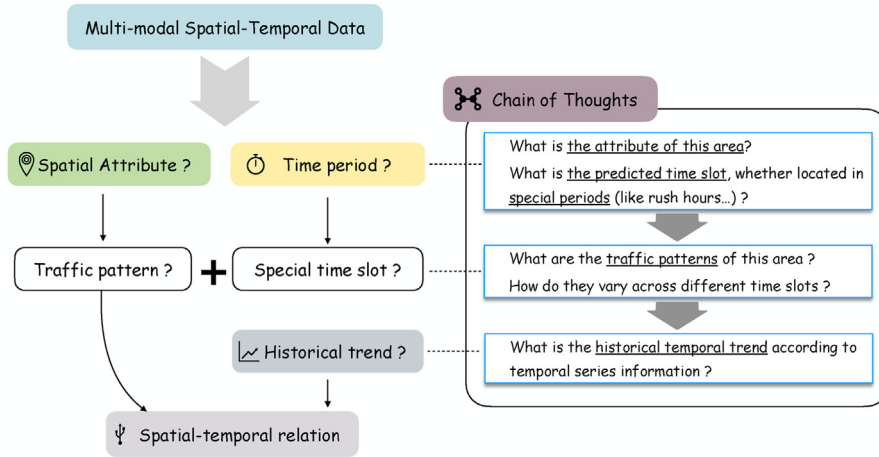 Multi-modal Spatial-Temporal Data
Chain of Thoughts
Spatial Attribute ?
Time period ?
What is the attribute of this area?
What is the predicted time slot, whether located in
special periods (like rush hours...) ?
Traffic pattern ?
+
Special time slot ?
What are the traffic patterns of this area ?
How do they vary across different time slots ?
Historical trend ?
What is the historical temporal trend according to
temporal series information ?
Spatial-temporal relation